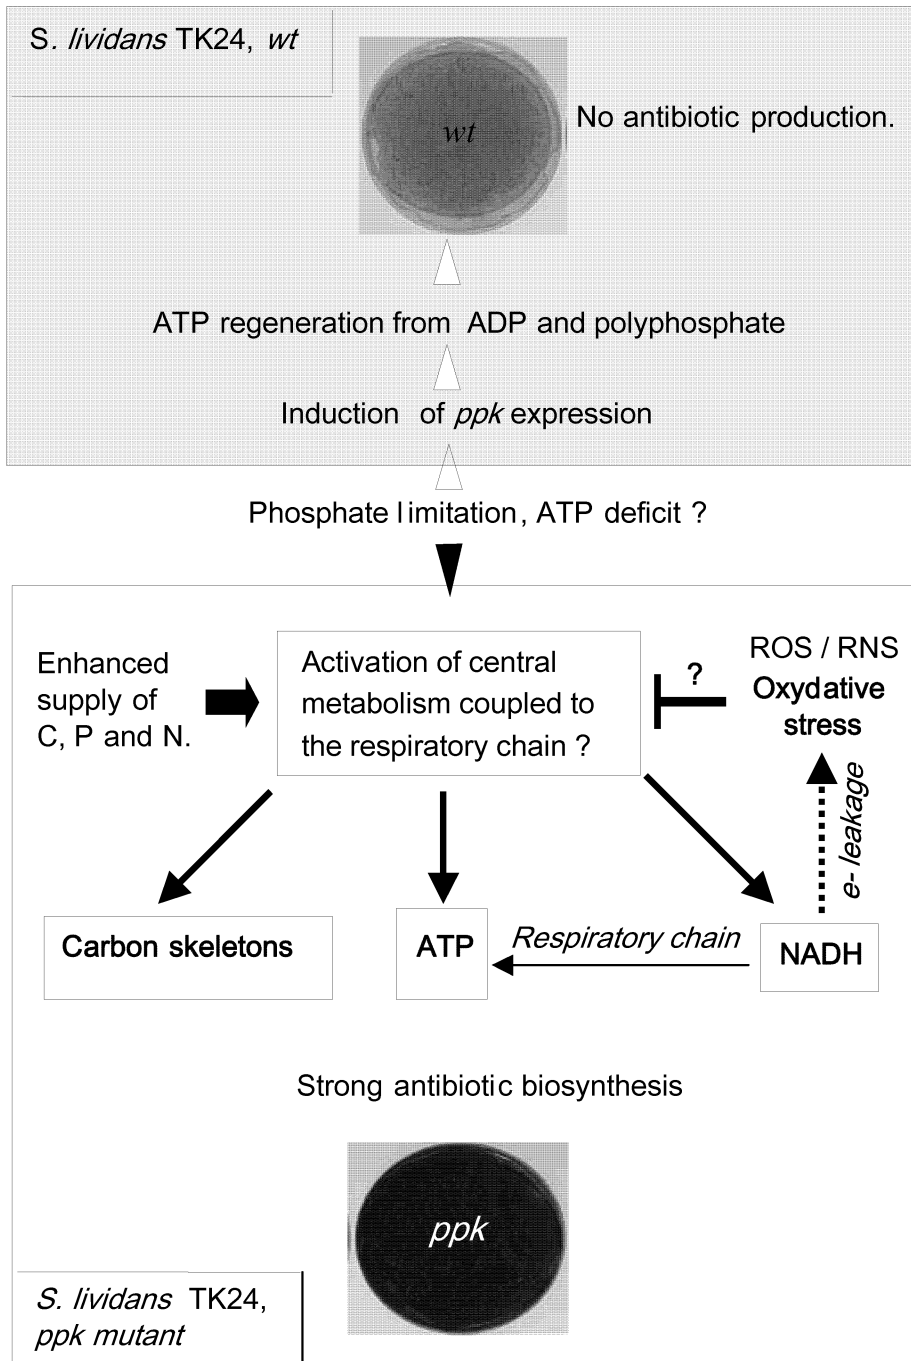 S. lividans TK24, wt
wt
No antibiotic production.
ATP regeneration from ADP and polyphosphate
Induction of ppk expression
Phosphate limitation, ATP deficit ?
Enhanced
supply of
C, P and N.
Activation of central
metabolism coupled to
the respiratory chain ?
?
ROS / RNS
Oxydative
stress
e- leakage
Carbon skeletons
ATP
Respiratory chain
NADH
Strong antibiotic biosynthesis
ppk
S. lividans TK24,
ppk mutant